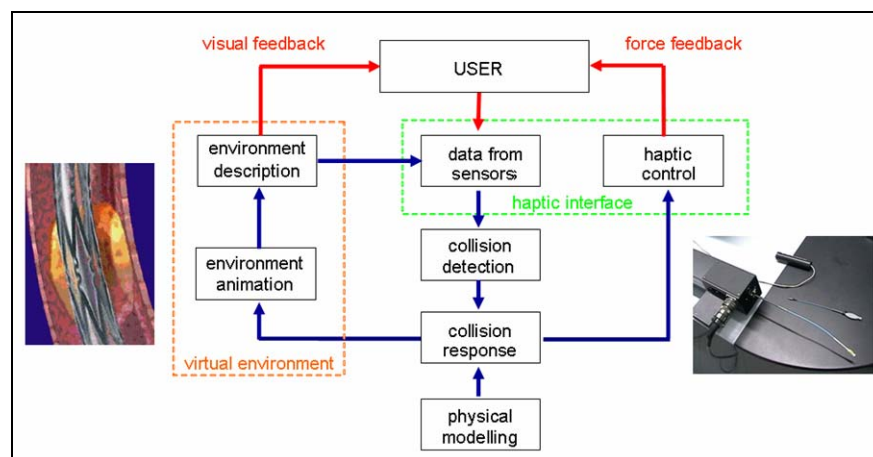 visual feedback
USER
force feedback
environment
description
data from
sensors
haptic
control
haptic interface
environment
animation
collision
detection
virtual environment
collision
response
physical
modelling